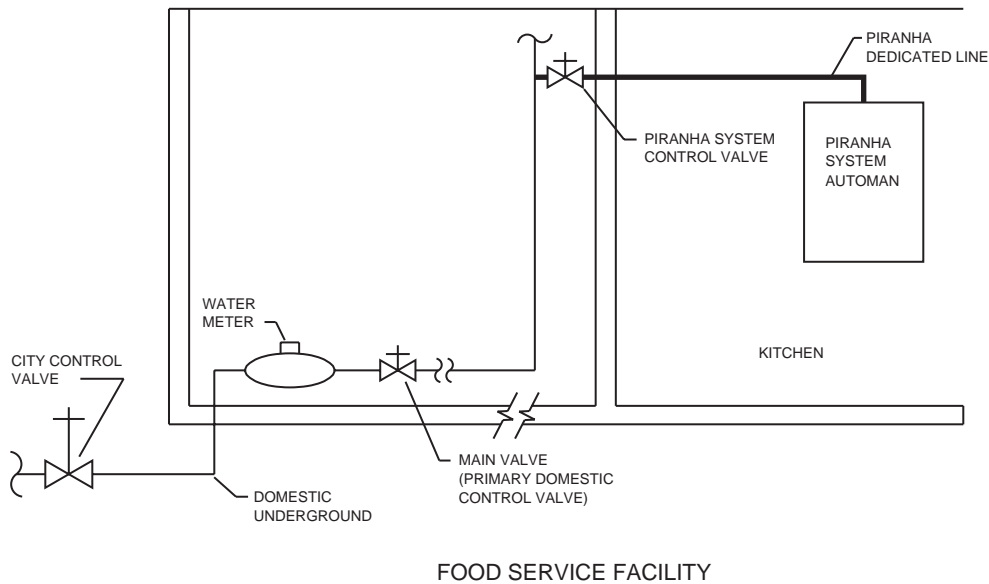 PIRANHA
DEDICATED LINE
PIRANHA SYSTEM
CONTROL VALVE
PIRANHA
SYSTEM
AUTOMAN
WATER
METER
CITY CONTROL
VALVE
KITCHEN
MAIN VALVE
(PRIMARY DOMESTIC
CONTROL VALVE)
DOMESTIC
UNDERGROUND
FOOD SERVICE FACILITY